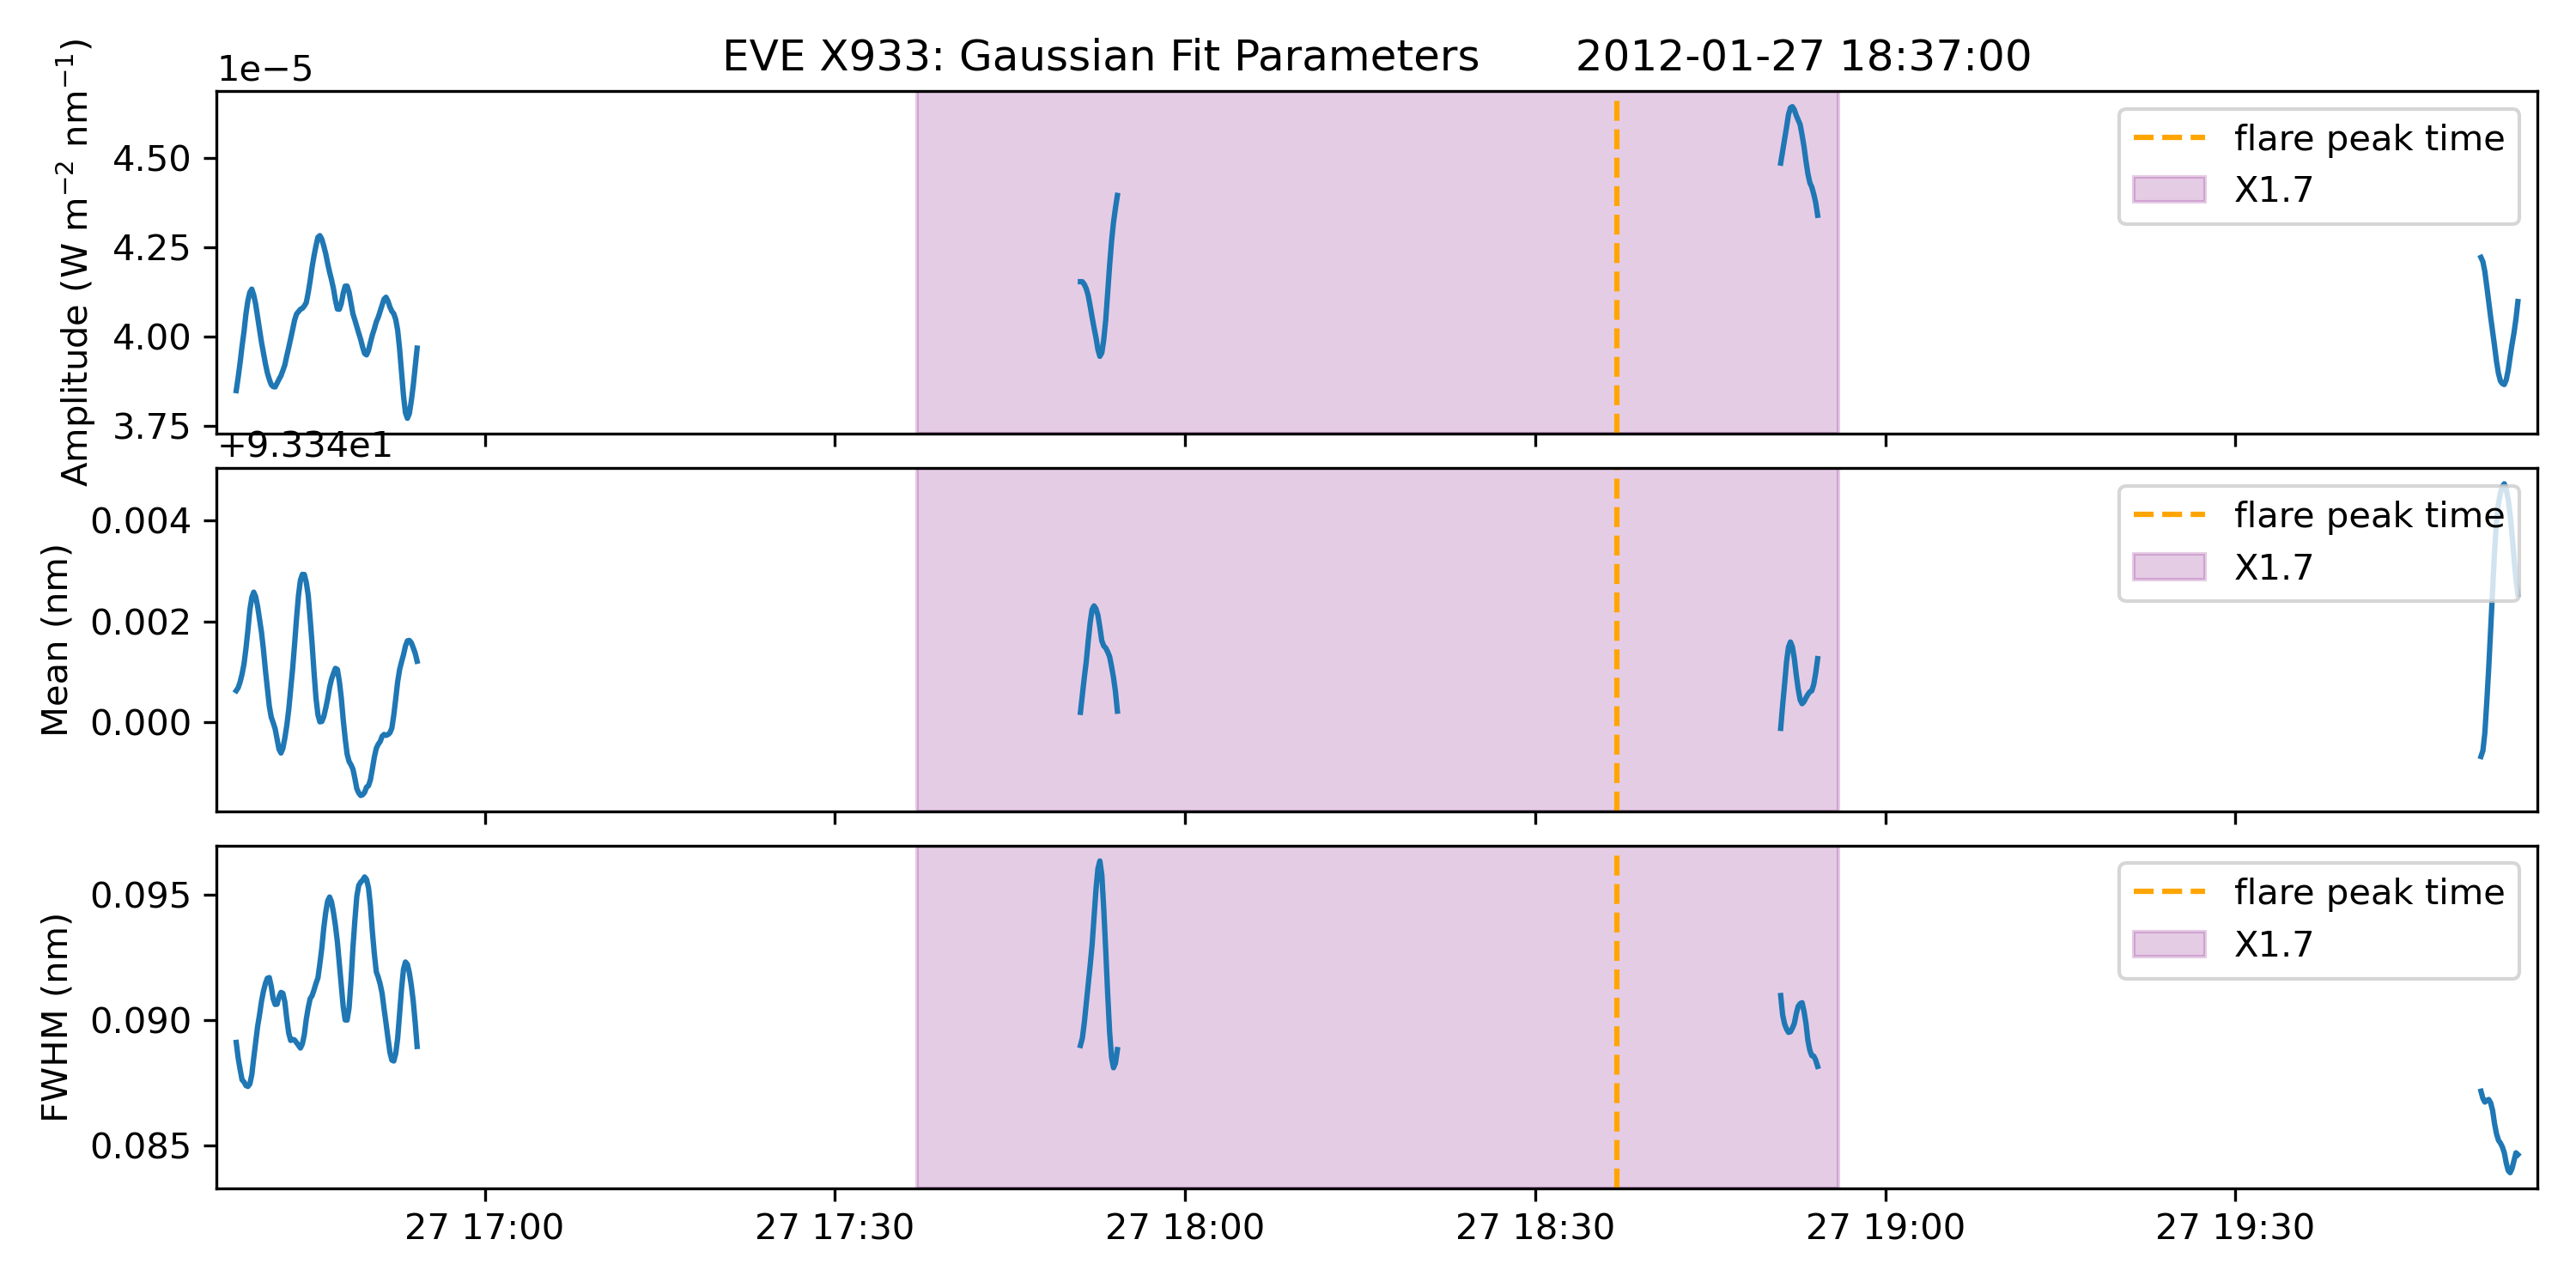 EVE X933: Gaussian Fit Parameters 2012-01-27 18:37:00
1e−5
Amplitude (W m⁻² nm⁻¹)
4.50
4.25
4.00
3.75
flare peak time
X1.7
+9.334e1
Mean (nm)
0.004
0.002
0.000
flare peak time
X1.7
FWHM (nm)
0.095
0.090
0.085
flare peak time
X1.7
27 17:00 27 17:30 27 18:00 27 18:30 27 19:00 27 19:30